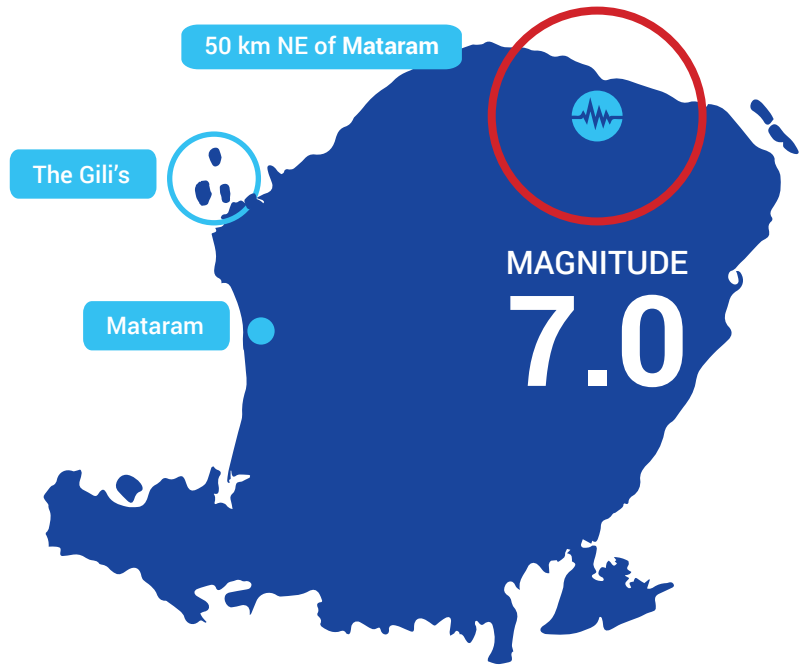 50 km NE of Mataram
The Gili’s
MAGNITUDE
7.0
Mataram